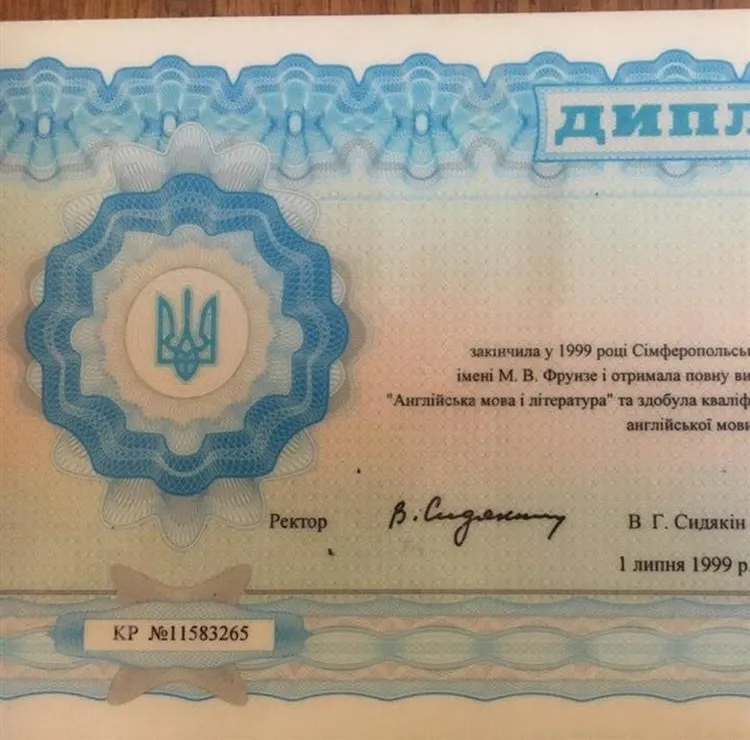 ДИПЛ
закінчила у 1999 році Сімферопольсь
імені М. В. Фрунзе і отримала повну ви
"Англійська мова і література" та здобула кваліф
англійської мови
Ректор В. Сидякин В Г. Сидякін
1 липня 1999 р.
КР №11583265